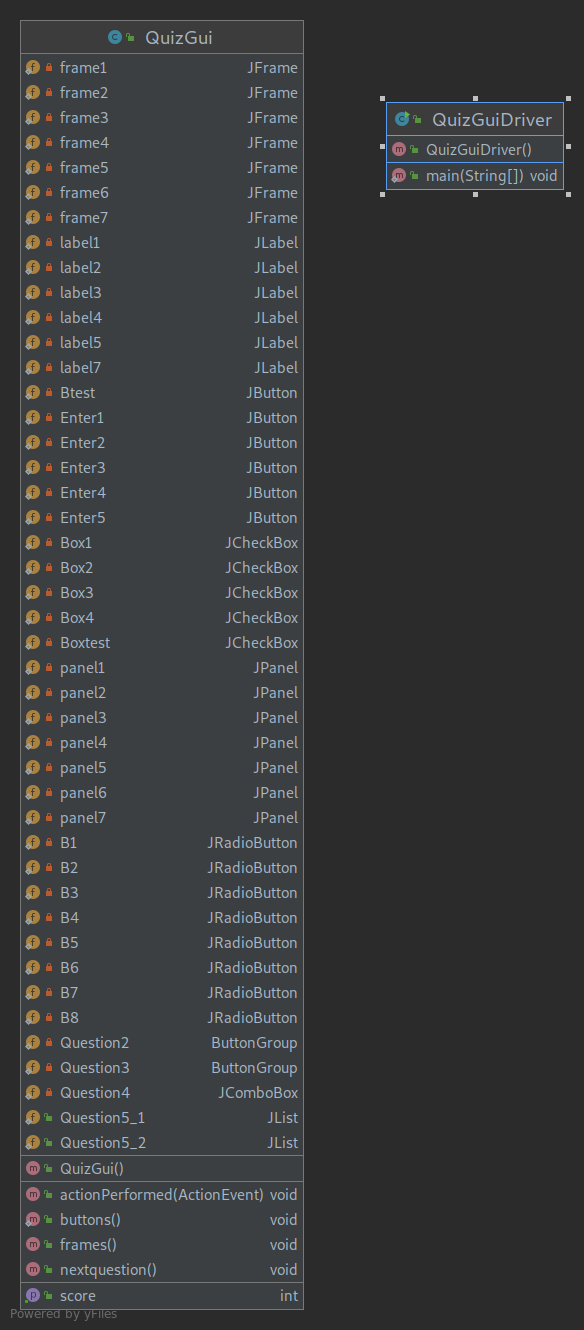 QuizGui
frame1 JFrame
frame2 JFrame
frame3 JFrame
frame4 JFrame
frame5 JFrame
frame6 JFrame
frame7 JFrame
label1 JLabel
label2 JLabel
label3 JLabel
label4 JLabel
label5 JLabel
label7 JLabel
Btest JButton
Enter1 JButton
Enter2 JButton
Enter3 JButton
Enter4 JButton
Enter5 JButton
Box1 JCheckBox
Box2 JCheckBox
Box3 JCheckBox
Box4 JCheckBox
Boxtest JCheckBox
panel1 JPanel
panel2 JPanel
panel3 JPanel
panel4 JPanel
panel5 JPanel
panel6 JPanel
panel7 JPanel
B1 JRadioButton
B2 JRadioButton
B3 JRadioButton
B4 JRadioButton
B5 JRadioButton
B6 JRadioButton
B7 JRadioButton
B8 JRadioButton
Question2 ButtonGroup
Question3 ButtonGroup
Question4 JComboBox
Question5_1 JList
Question5_2 JList
QuizGui()
actionPerformed(ActionEvent) void
buttons() void
frames() void
nextquestion() void
score int
Powered by yFiles
QuizGuiDriver
QuizGuiDriver()
main(String[]) void